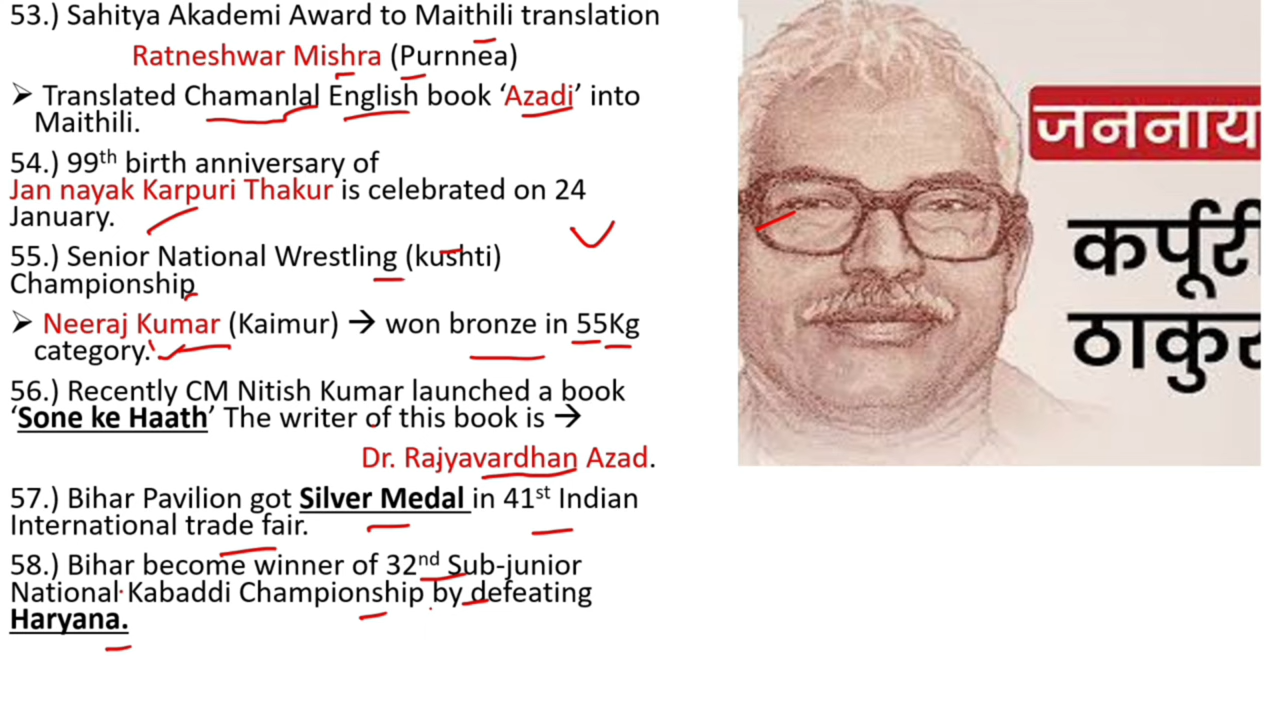 53.) Sahitya Akademi Award to Maithili translation
Ratneshwar Mishra (Purnnea)
➢ Translated Chamanlal English book ‘Azadi’ into
Maithili.
54.) 99th birth anniversary of
Jan nayak Karpuri Thakur is celebrated on 24
January.
55.) Senior National Wrestling (kushti)
Championship
➢ Neeraj Kumar (Kaimur) → won bronze in 55Kg
category.
56.) Recently CM Nitish Kumar launched a book
‘Sone ke Haath’ The writer of this book is →
Dr. Rajyavardhan Azad.
57.) Bihar Pavilion got Silver Medal in 41st Indian
International trade fair.
58.) Bihar become winner of 32nd Sub-junior
National Kabaddi Championship by defeating
Haryana.
जननाय
कर्पूरी
ठाकुर